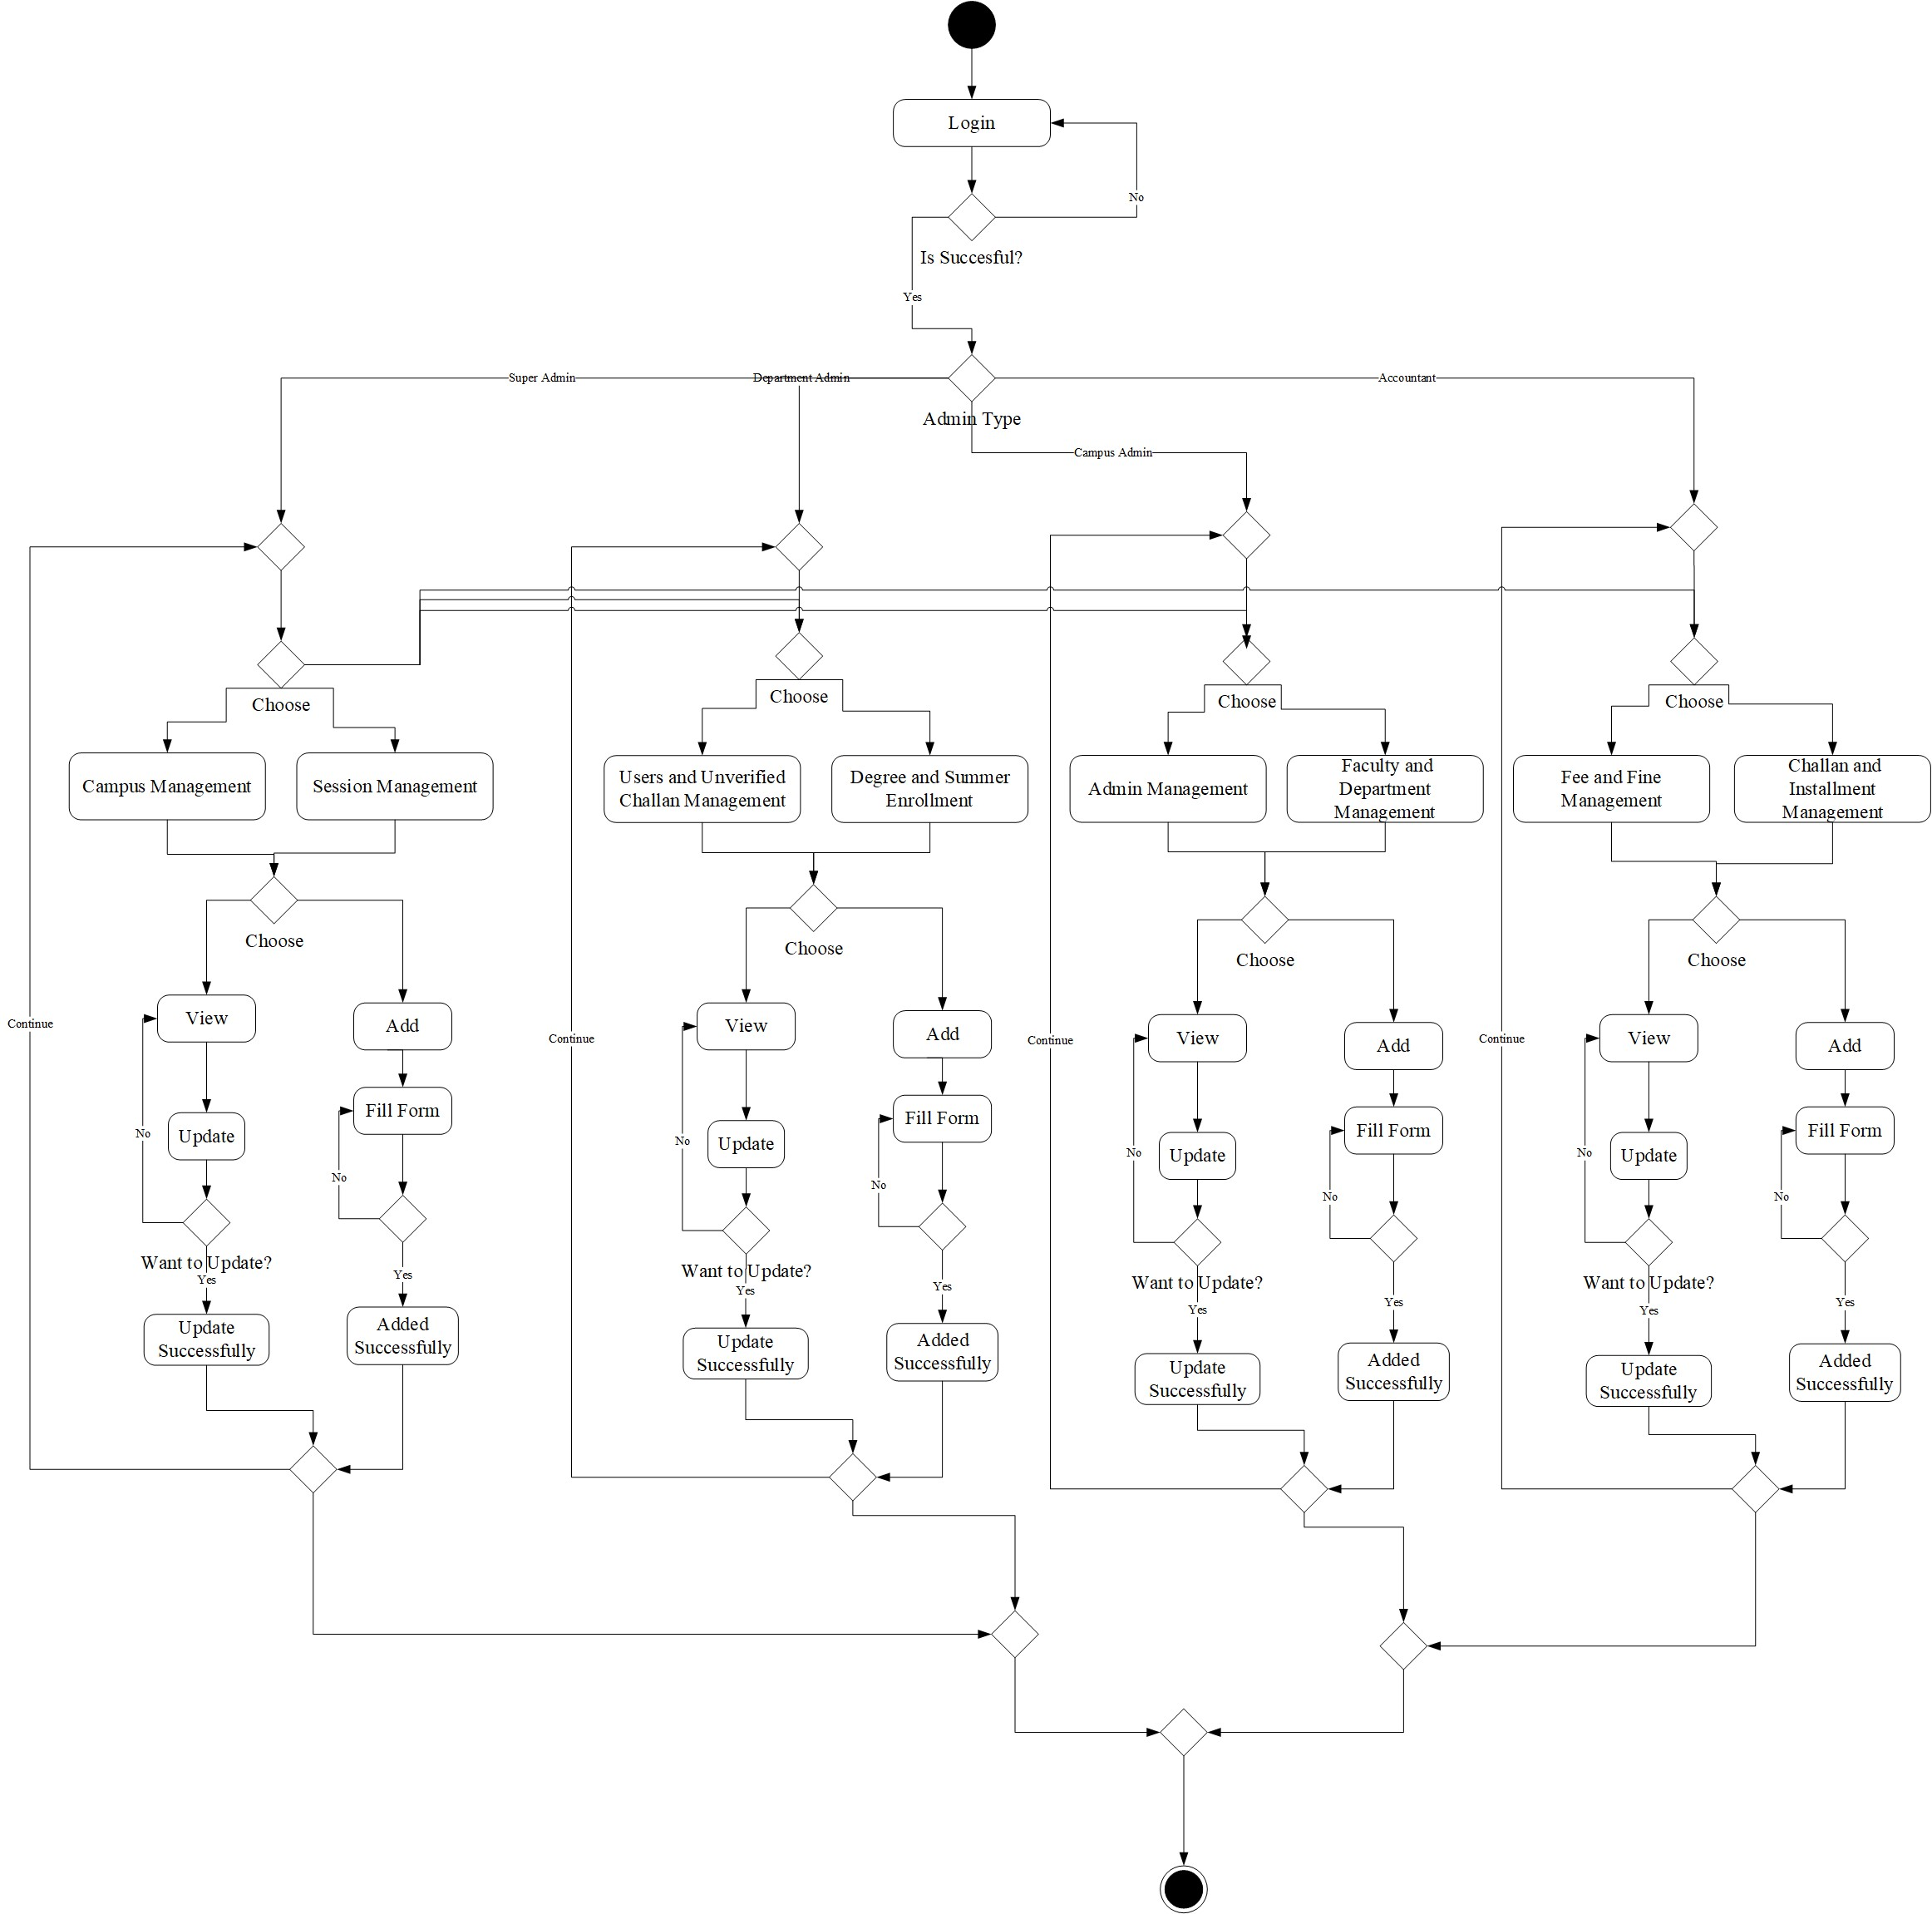 Login
No
Is Succesful?
Yes
Super Admin
Department Admin
Accountant
Admin Type
Campus Admin
Choose
Choose
Choose
Choose
Campus Management
Session Management
Users and Unverified
Challan Management
Degree and Summer
Enrollment
Admin Management
Faculty and
Department
Management
Fee and Fine
Management
Challan and
Installment
Management
Choose
Choose
Choose
Choose
Continue
View
Add
Fill Form
No
Update
No
Want to Update?
Yes
Yes
Update
Successfully
Added
Successfully
Continue
View
Add
Fill Form
No
Update
No
Want to Update?
Yes
Yes
Update
Successfully
Added
Successfully
Continue
View
Add
Fill Form
No
Update
No
Want to Update?
Yes
Yes
Update
Successfully
Added
Successfully
Continue
View
Add
Fill Form
No
Update
No
Want to Update?
Yes
Yes
Update
Successfully
Added
Successfully